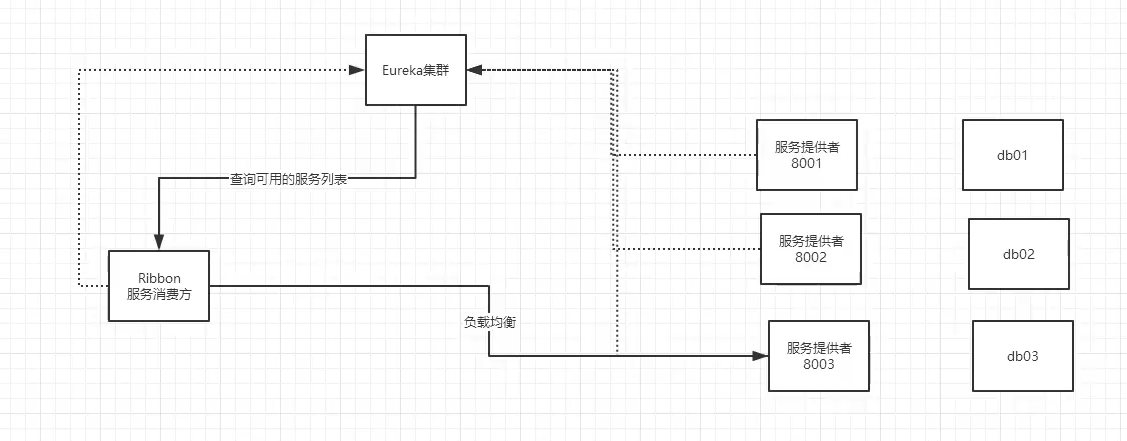 Eureka集群
服务提供者
8001
db01
查询可用的服务列表
服务提供者
8002
db02
Ribbon
服务消费方
负载均衡
服务提供者
8003
db03